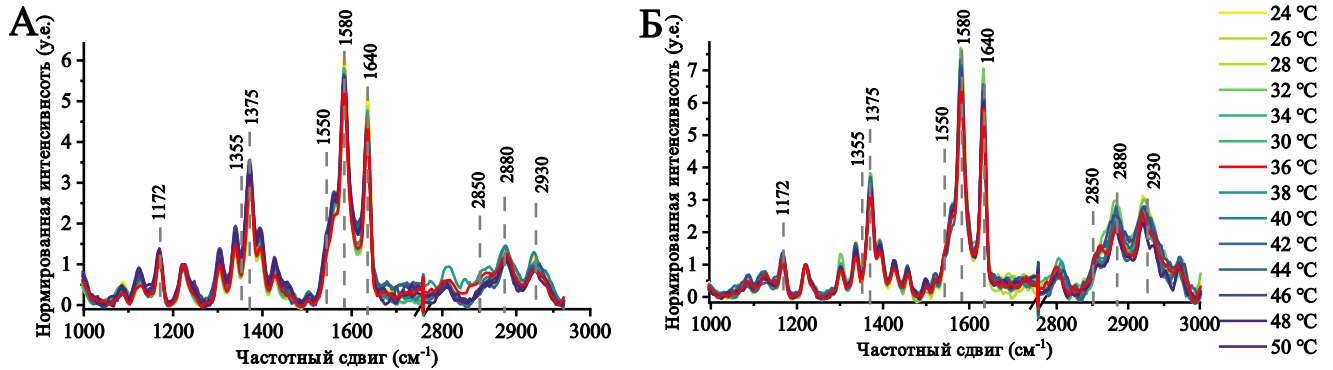 А
Нормированная интенсивнсоть (у.е.)
6
5
4
3
2
1
0
1172
1355
1375
1550
1580
1640
2850
2880
2930
1000
1200
1400
1600
2800
2900
3000
Частотный сдвиг (см⁻¹)
Б
Нормированная интенсивнсоть (у.е.)
7
6
5
4
3
2
1
0
1172
1355
1375
1550
1580
1640
2850
2880
2930
1000
1200
1400
1600
2800
2900
3000
Частотный сдвиг (см⁻¹)
24 °C
26 °C
28 °C
32 °C
34 °C
30 °C
36 °C
38 °C
40 °C
42 °C
44 °C
46 °C
48 °C
50 °C